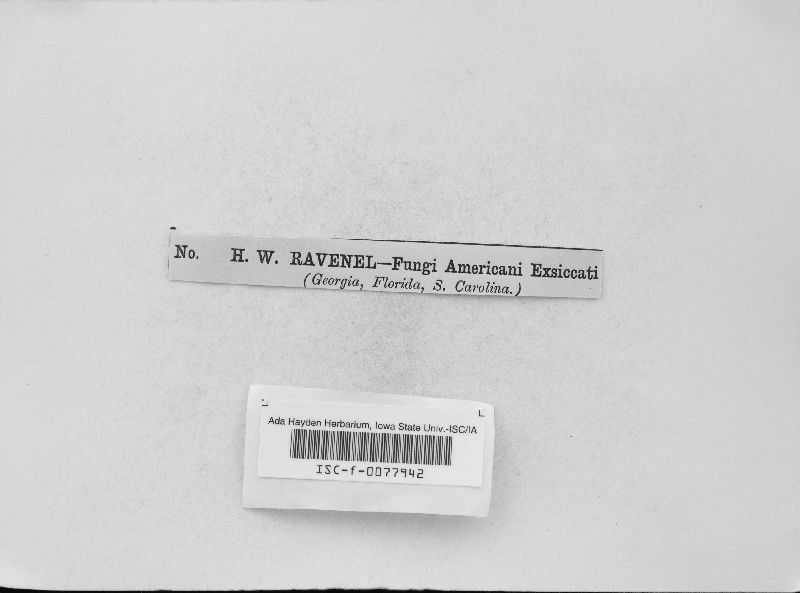 No. H. W. RAVENEL—Fungi Americani Exsiccati
(Georgia, Florida, S. Carolina.)
Ada Hayden Herbarium, Iowa State Univ.-ISC/IA
ISC-f-0077942